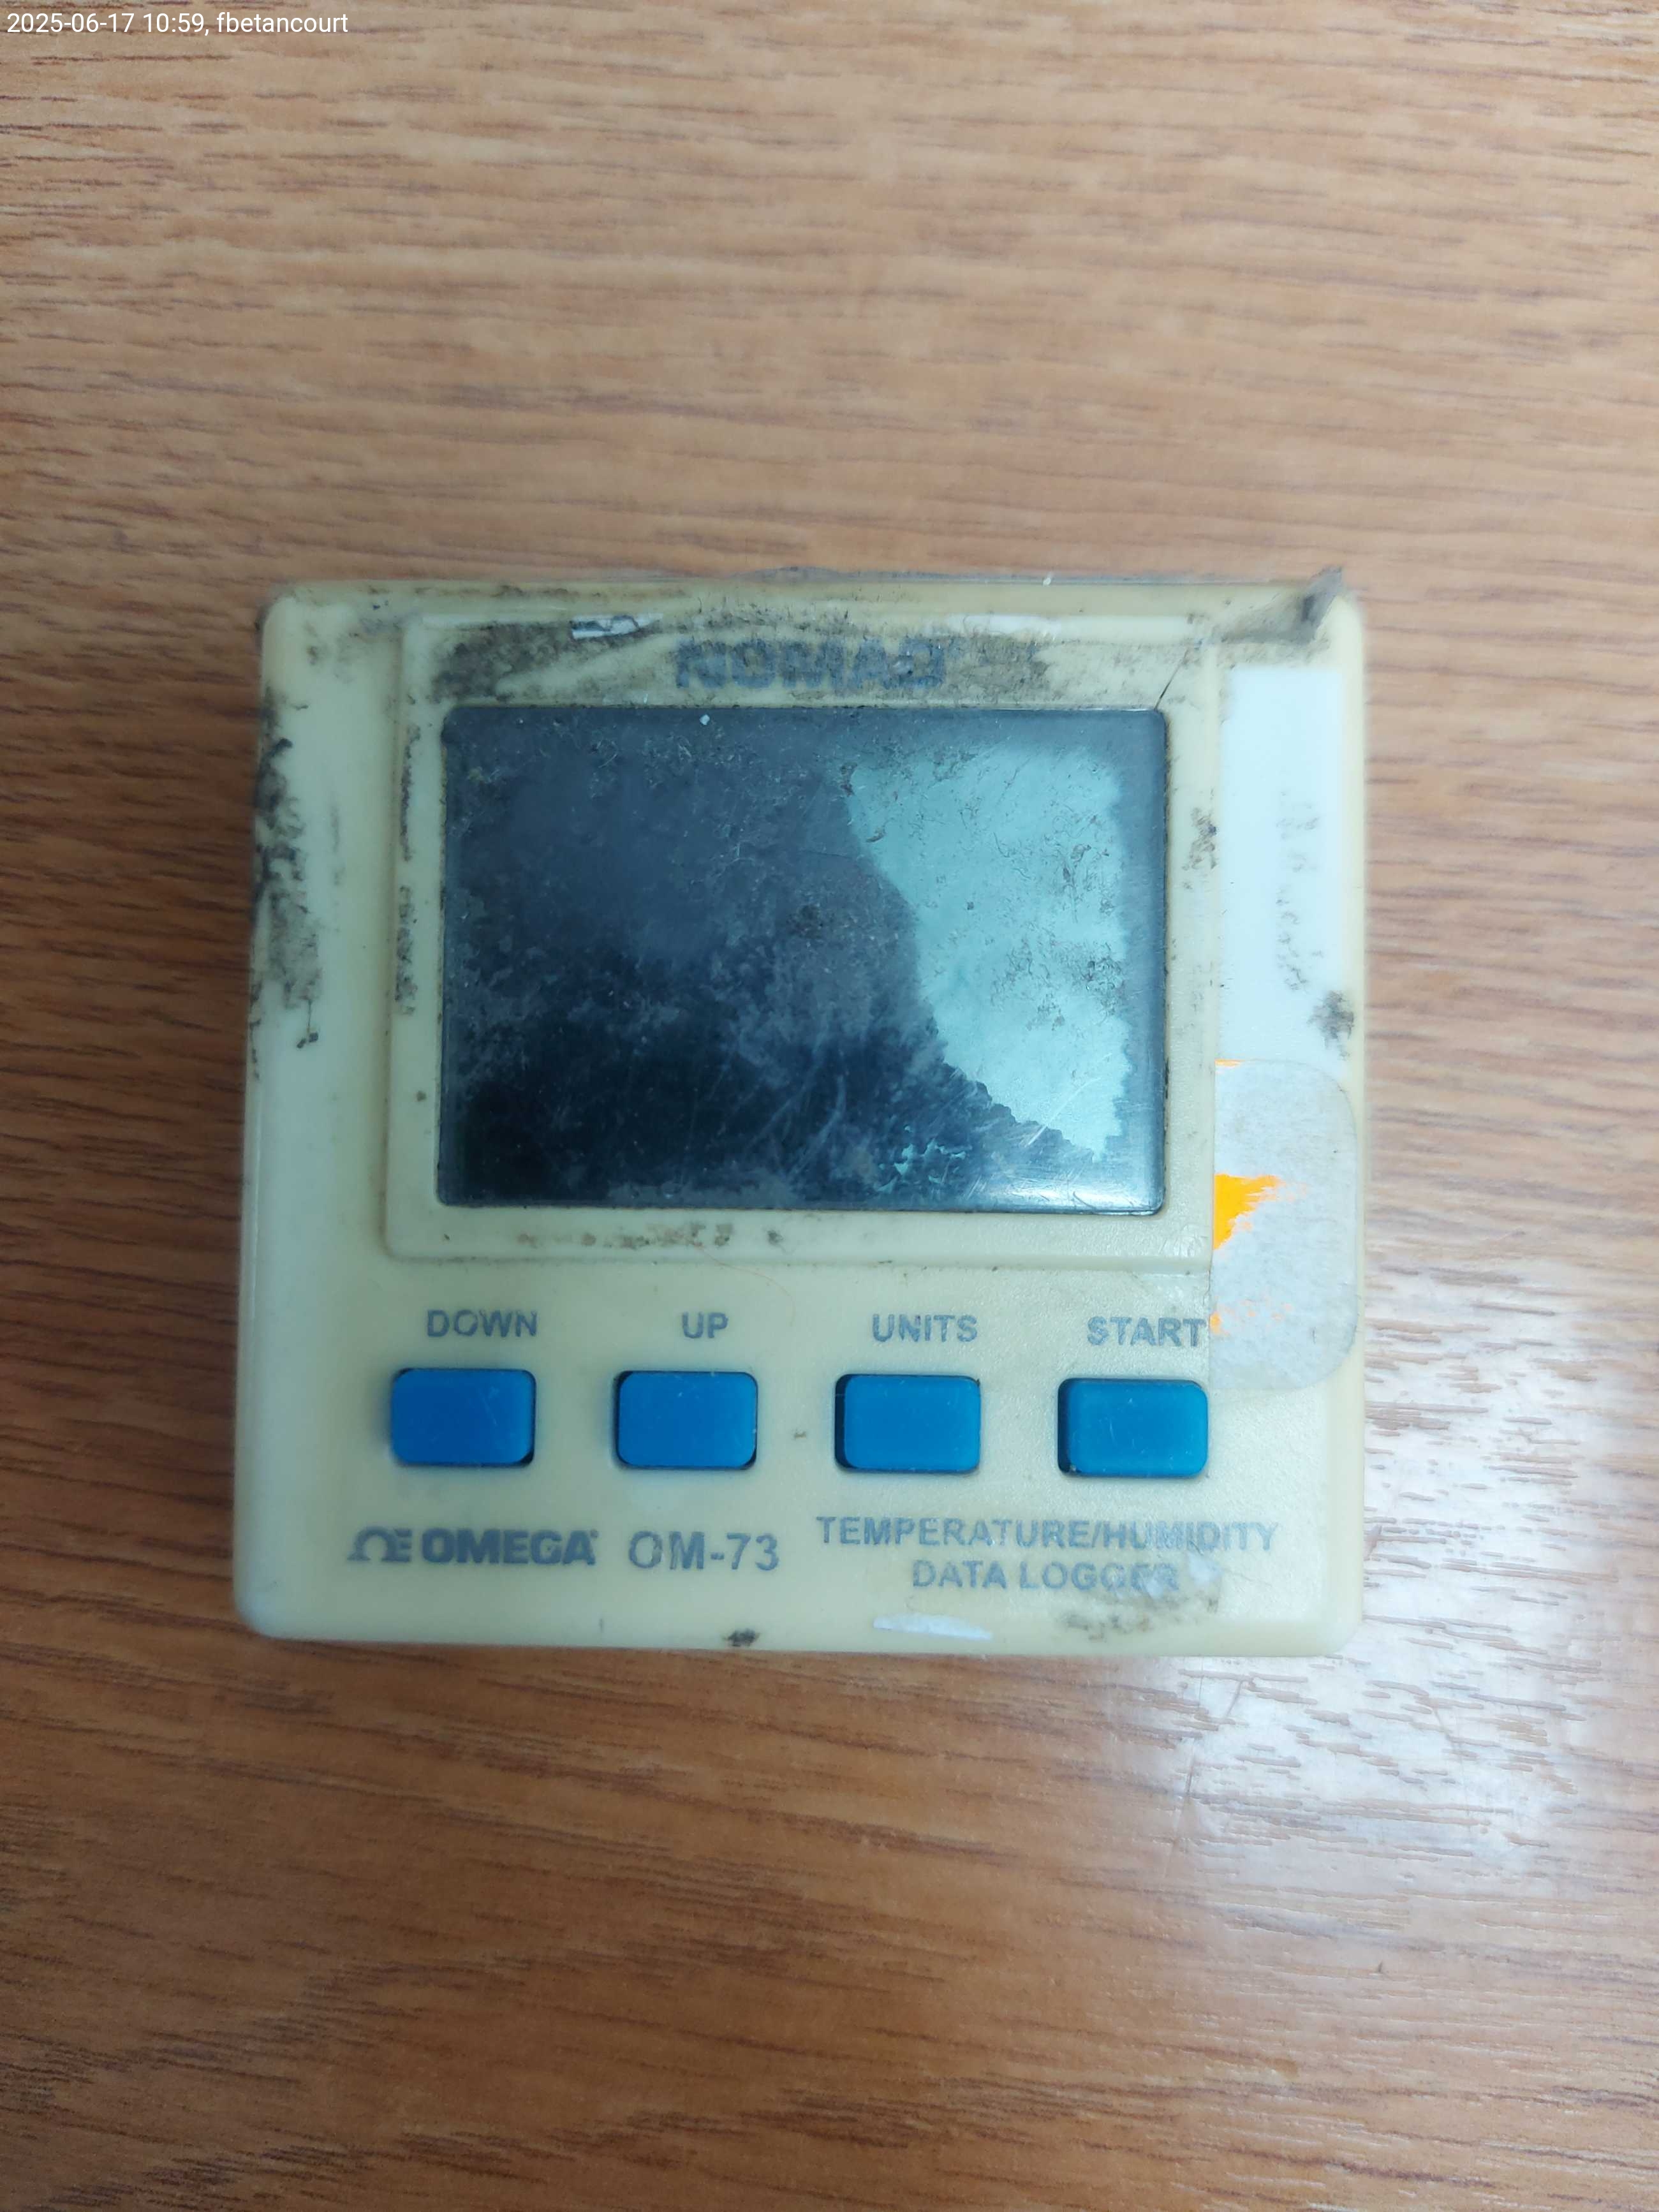 2025-06-17 10:59, fbetancourt
NOMAD
DOWN UP UNITS START
OMEGA OM-73 TEMPERATURE/HUMIDITY
DATA LOGGER